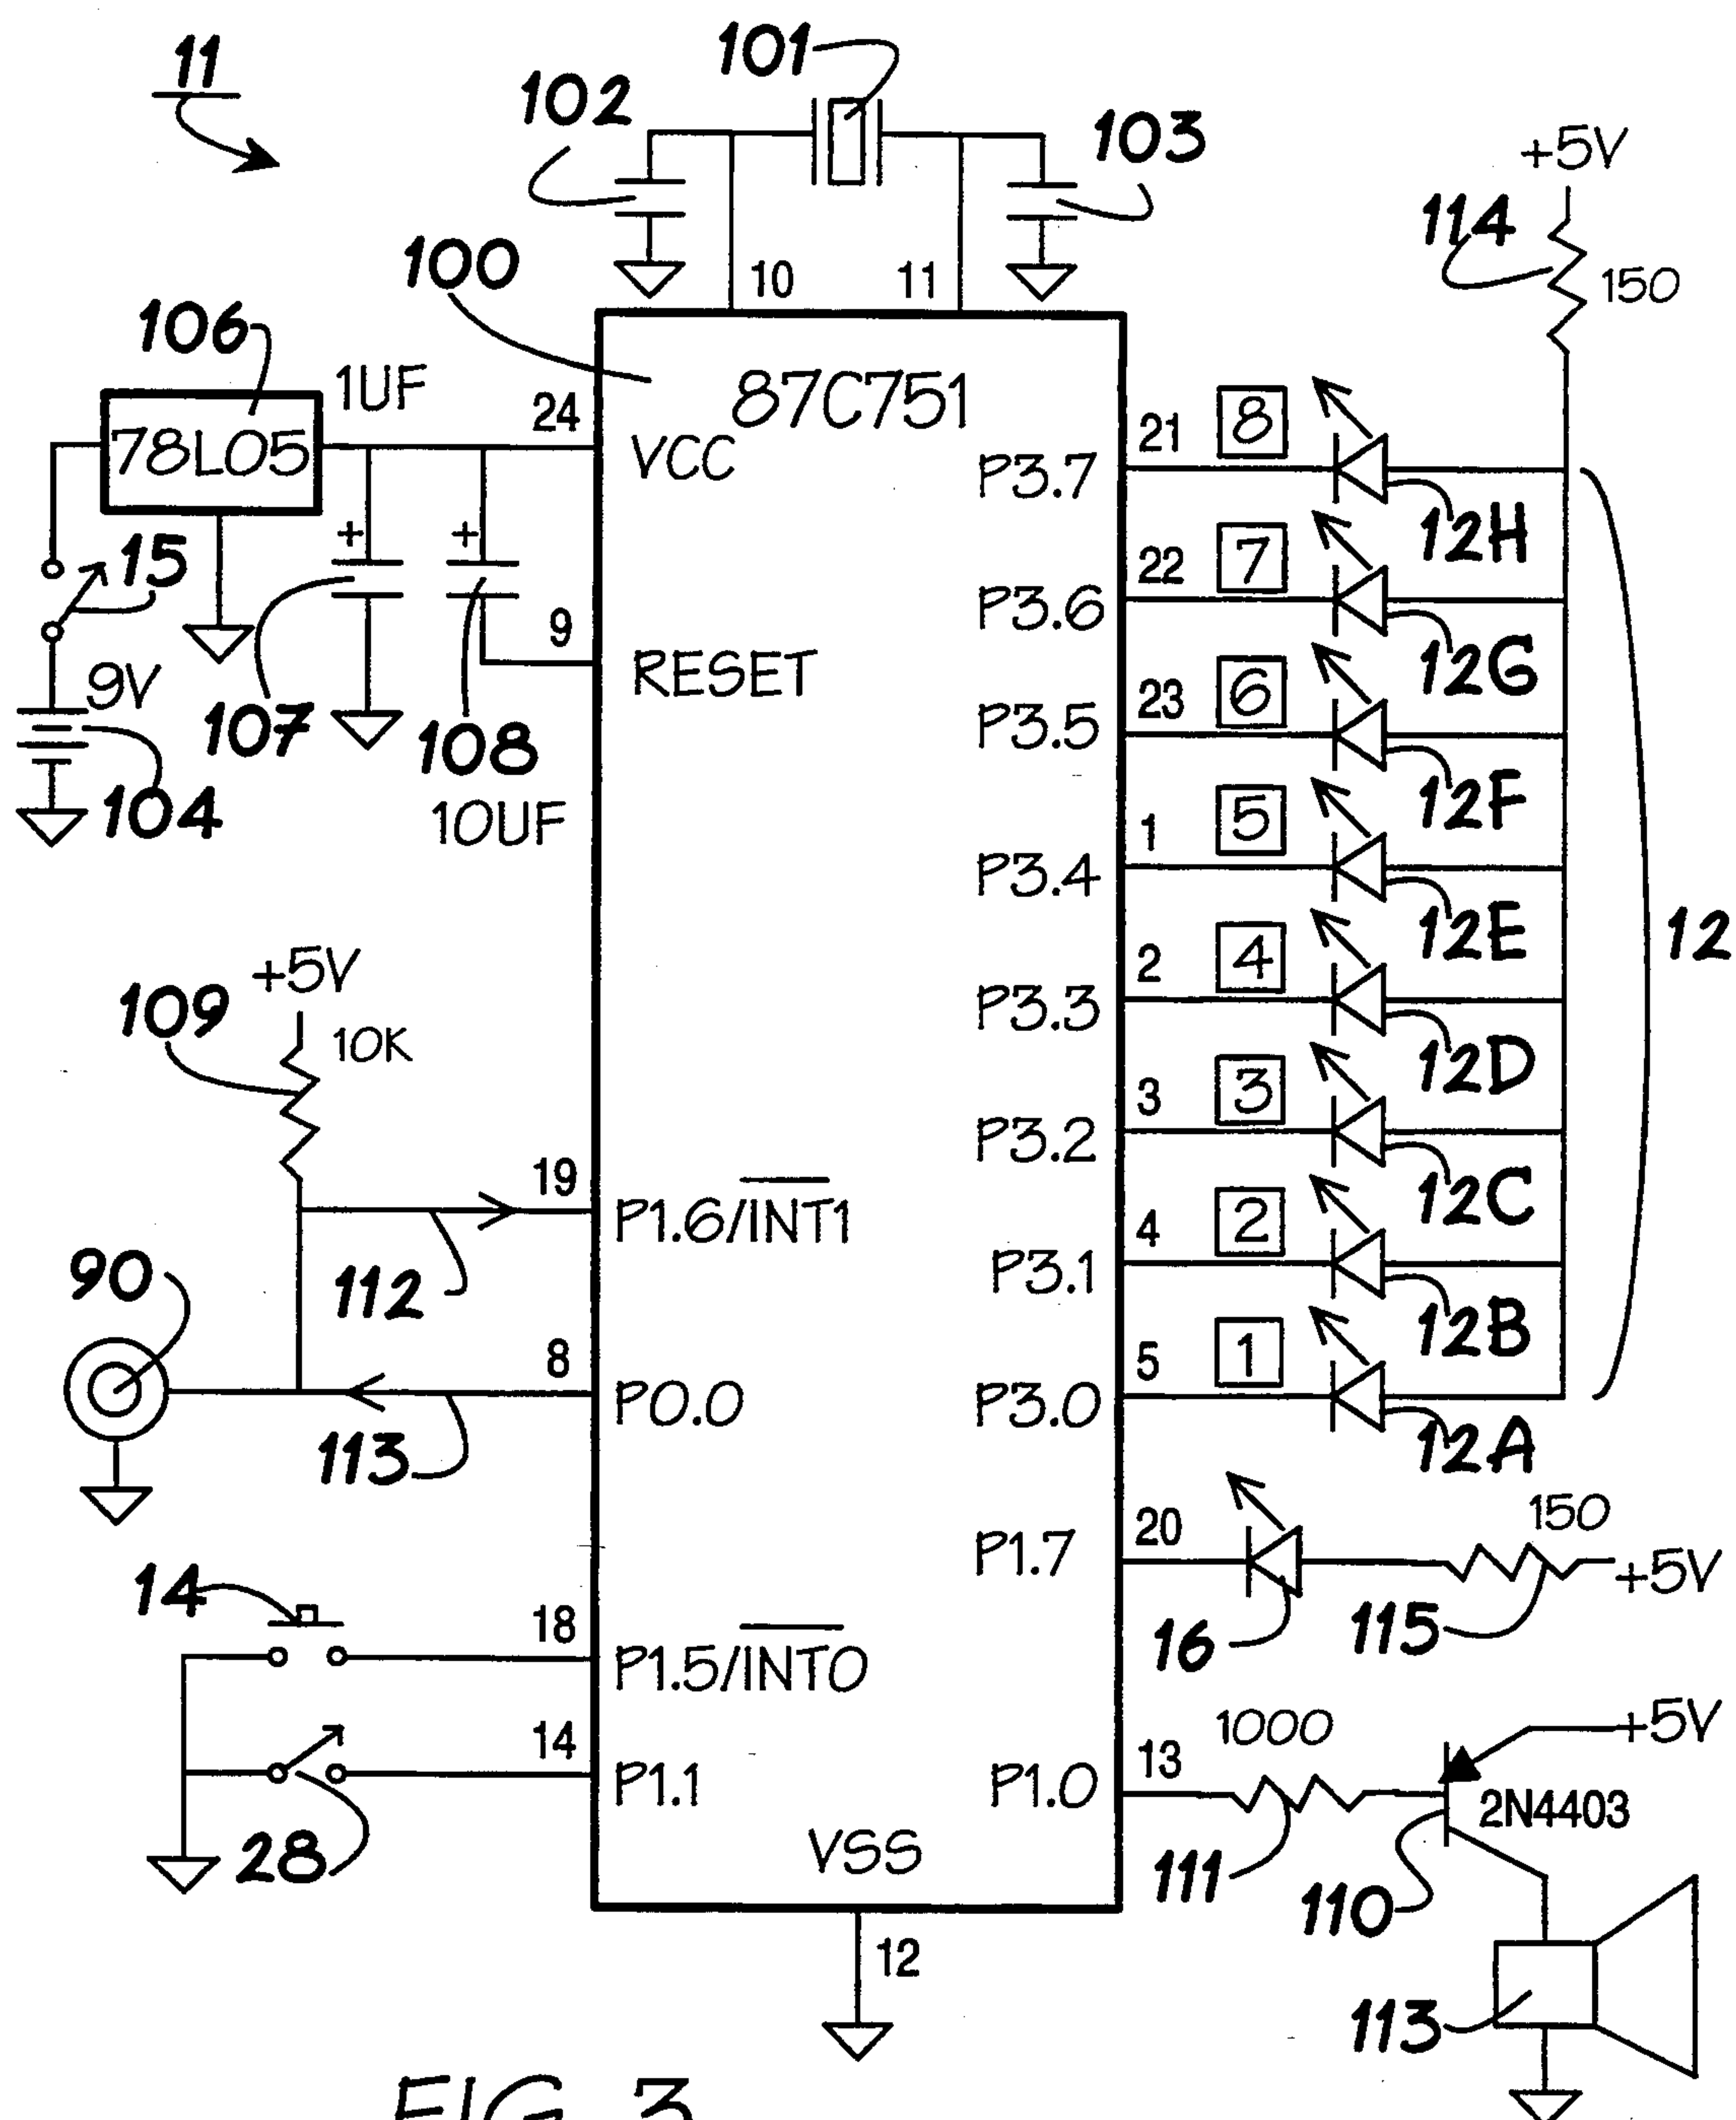 11
101
102
103
+5V
114
150
100
10
11
106
1UF
24
87C751
78L05
VCC
21
8
P3.7
12H
15
22
7
P3.6
12G
9
RESET
9V
107
108
23
6
P3.5
12F
104
10UF
1
5
P3.4
12E
12
+5V
109
10K
2
4
P3.3
12D
3
3
P3.2
12C
19
P1.6/INT1
112
4
2
P3.1
12B
90
8
P0.0
113
5
1
P3.0
12A
14
18
P1.5/INT0
20
P1.7
150
+5V
16
115
14
P1.1
28
13
P1.0
1000
+5V
2N4403
111
110
VSS
12
113
FIG. 3